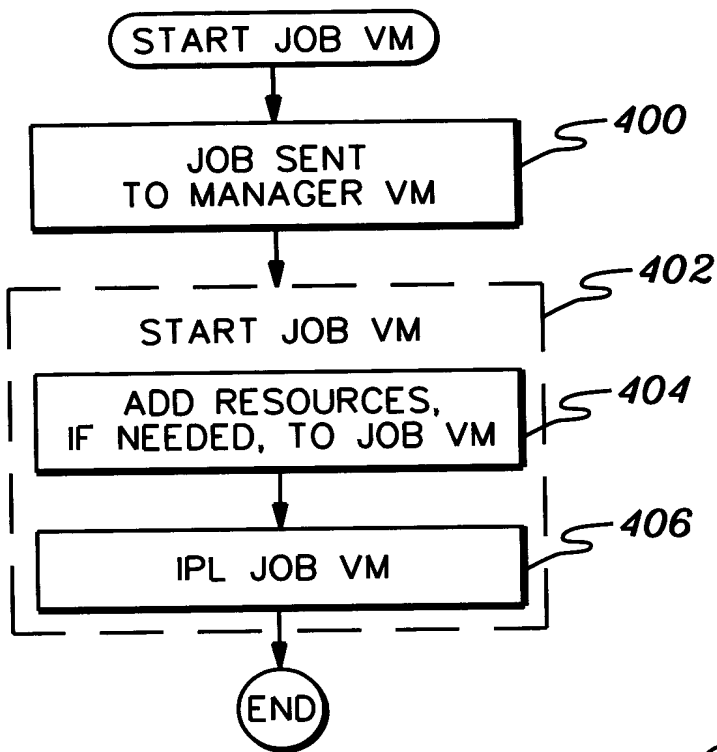 START JOB VM
JOB SENT
TO MANAGER VM
400
402
START JOB VM
ADD RESOURCES,
IF NEEDED, TO JOB VM
404
IPL JOB VM
406
END